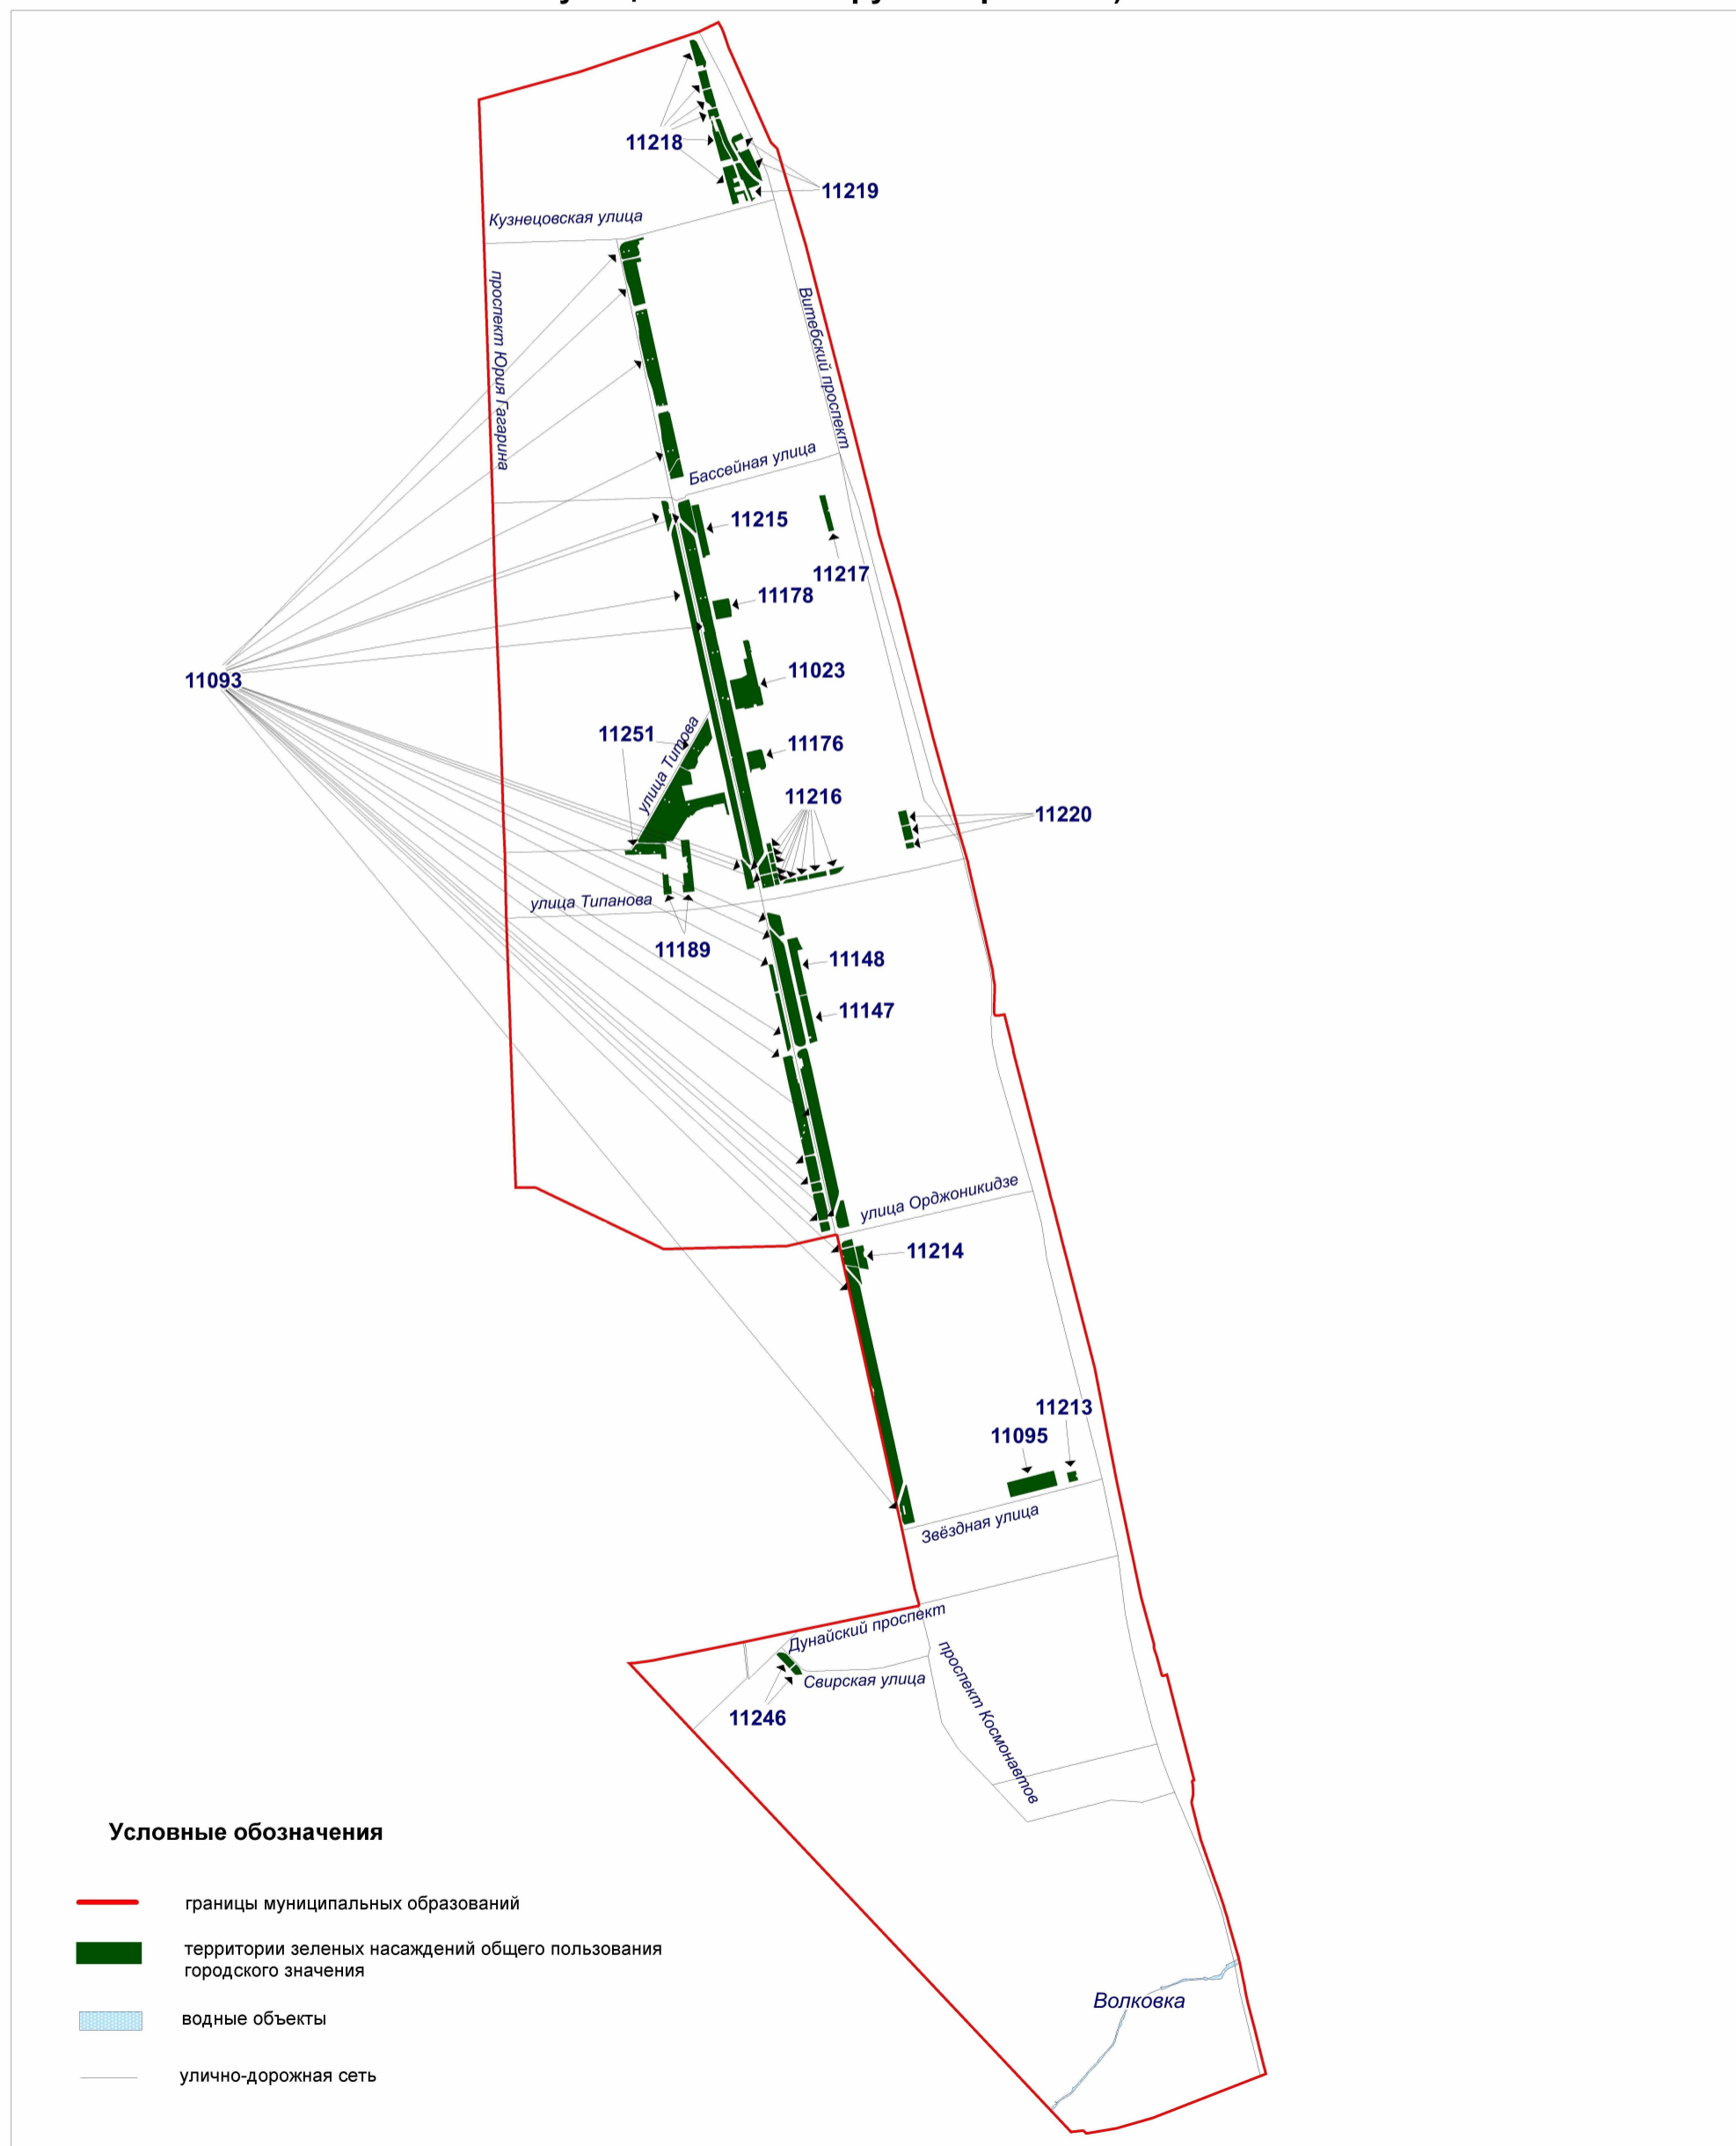 11218
11219
Кузнецовская улица
проспект Юрия Гагарина
Витебский проспект
Бассейная улица
11215
11217
11178
11093
11023
11251
улица Титова
11176
11216
11220
улица Типанова
11189
11148
11147
улица Орджоникидзе
11214
11213
11095
Звёздная улица
Дунайский проспект
Свирская улица
проспект Космонавтов
11246
Условные обозначения
границы муниципальных образований
территории зеленых насаждений общего пользования
городского значения
водные объекты
улично-дорожная сеть
Волковка